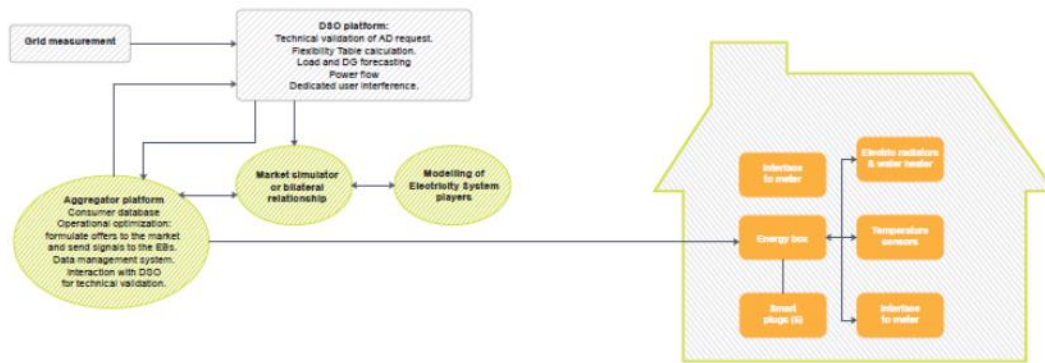 Grid measurement
DSO platform:
Technical validation of AD request.
Flexibility Table calculation.
Load and DG forecasting
Power flow
Dedicated user interference.
Market simulator
or bilateral
relationship
Modelling of
Electricity System
players
Aggregator platform
Consumer database
Operational optimization:
formulate offers to the market
and send signals to the EBs.
Data management system.
Interaction with DSO
for technical validation.
Interface
to meter
Electric radiators
& water heater
Energy box
Temperature
sensors
Smart
plugs (5)
Interface
to meter